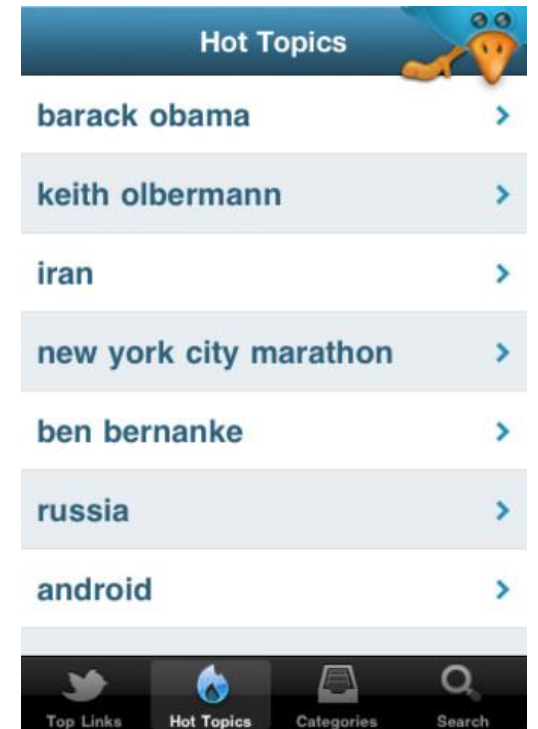 Hot Topics
barack obama
keith olbermann
iran
new york city marathon
ben bernanke
russia
android
Top Links
Hot Topics
Categories
Search